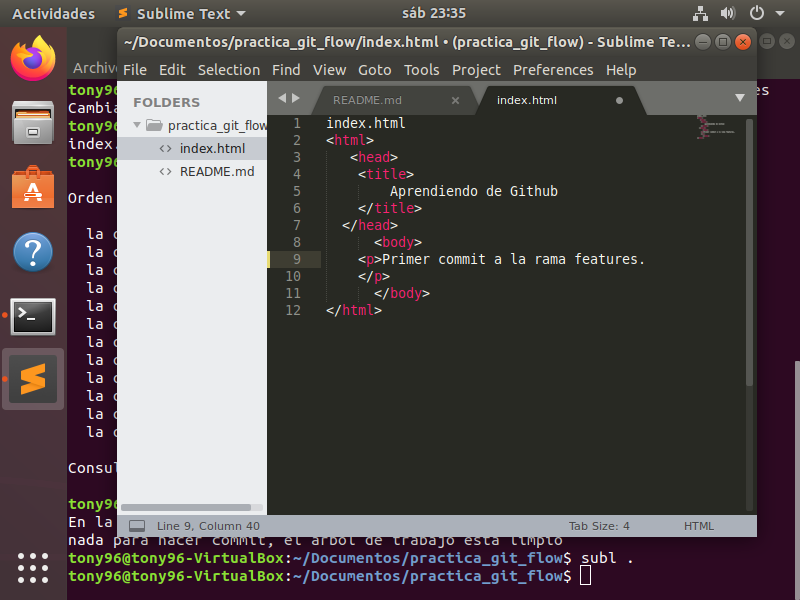 Actividades Sublime Text sáb 23:35
~/Documentos/practica_git_flow/index.html • (practica_git_flow) - Sublime Te...
Archiv
File Edit Selection Find View Goto Tools Project Preferences Help
FOLDERS
practica_git_flow
index.html
README.md
README.md index.html
1 index.html
2 <html>
3 <head>
4 <title>
5 Aprendiendo de Github
6 </title>
7 </head>
8 <body>
9 <p>Primer commit a la rama features.
10 </p>
11 </body>
12 </html>
Line 9, Column 40 Tab Size: 4 HTML
tony96
es
Cambia
tony96
index.
tony96
Orden
la
la
la
la
la
la
la
la
la
la
la
la
Consul
tony96
En la
nada para hacer commit, el árbol de trabajo está limpio
tony96@tony96-VirtualBox:~/Documentos/practica_git_flow$ subl .
tony96@tony96-VirtualBox:~/Documentos/practica_git_flow$